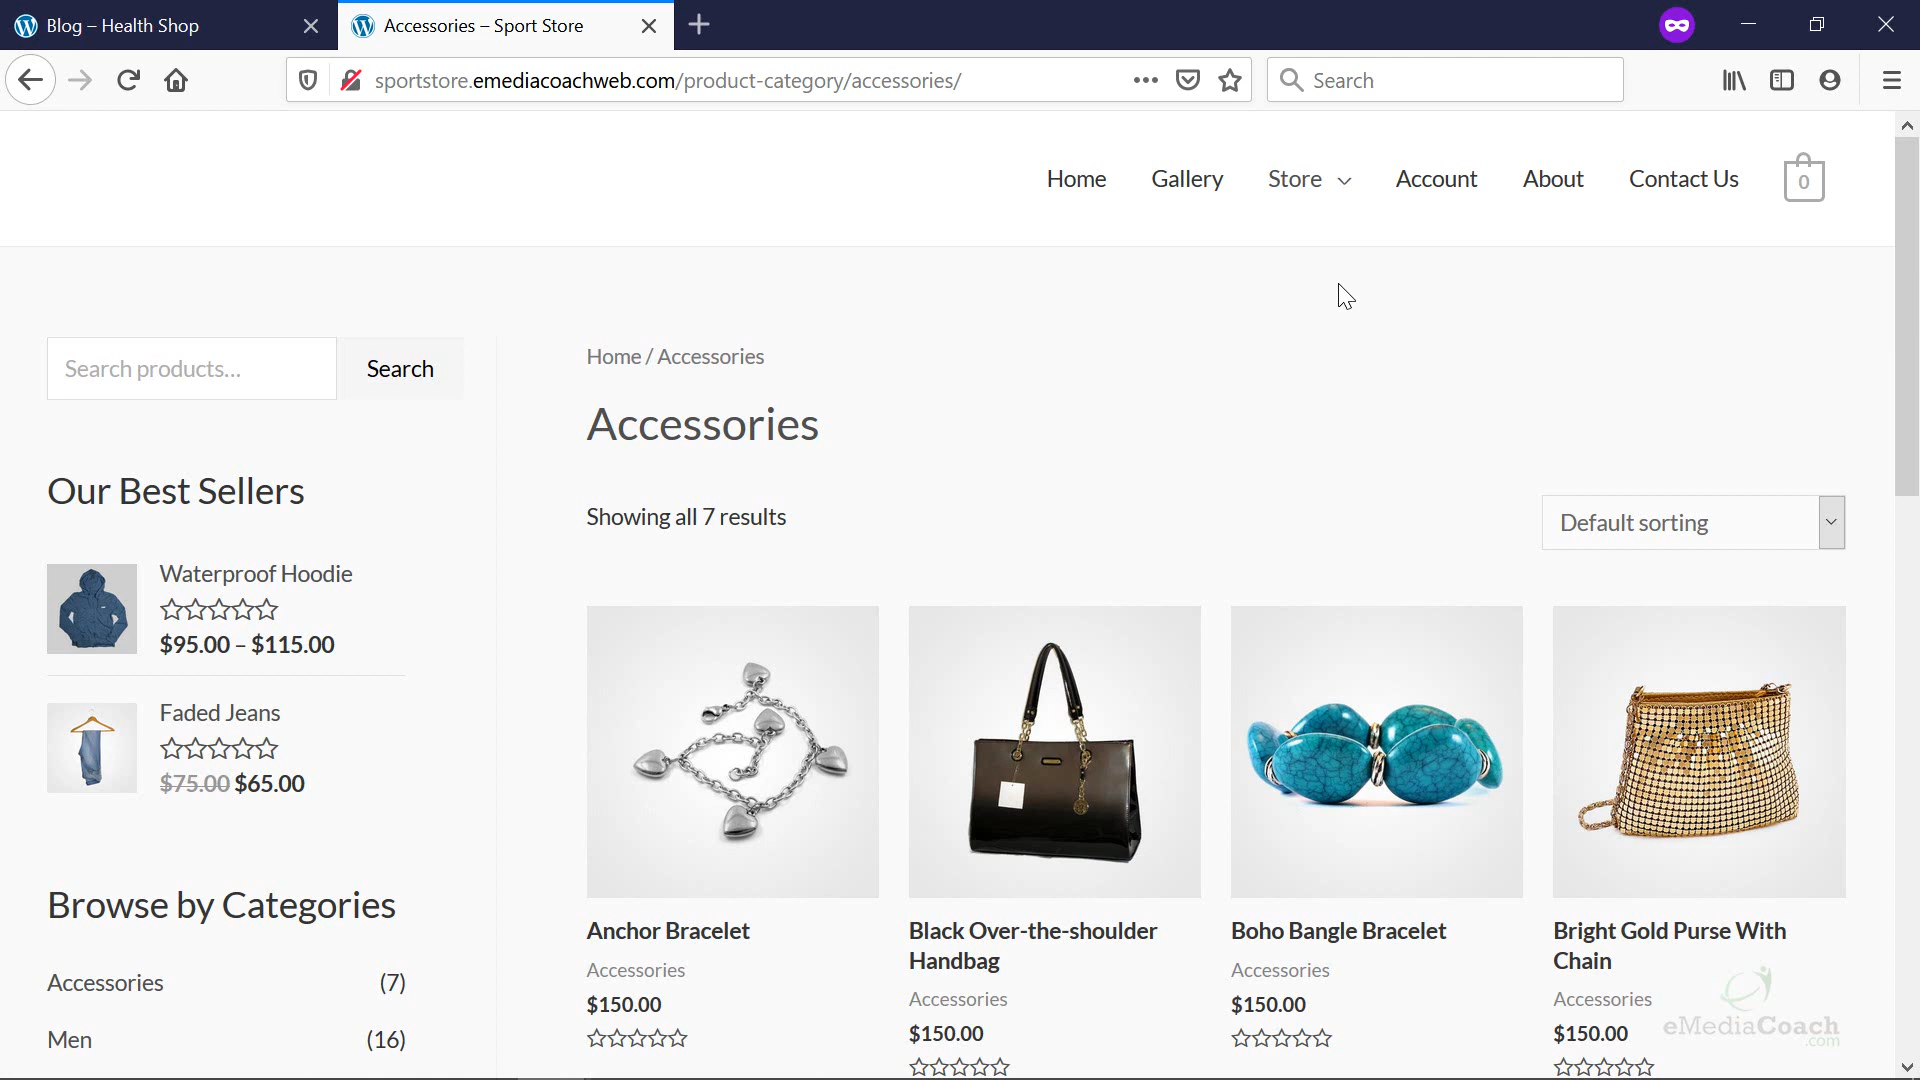 Blog – Health Shop
Accessories – Sport Store
sportstore.emediacoachweb.com/product-category/accessories/
Search
Home
Gallery
Store
Account
About
Contact Us
0
Search products...
Search
Our Best Sellers
Waterproof Hoodie
$95.00 – $115.00
Faded Jeans
$75.00 $65.00
Browse by Categories
Accessories (7)
Men (16)
Home / Accessories
Accessories
Showing all 7 results
Default sorting
Anchor Bracelet
Accessories
$150.00
Black Over-the-shoulder
Handbag
Accessories
$150.00
Boho Bangle Bracelet
Accessories
$150.00
Bright Gold Purse With
Chain
Accessories
$150.00
eMediaCoach
.com